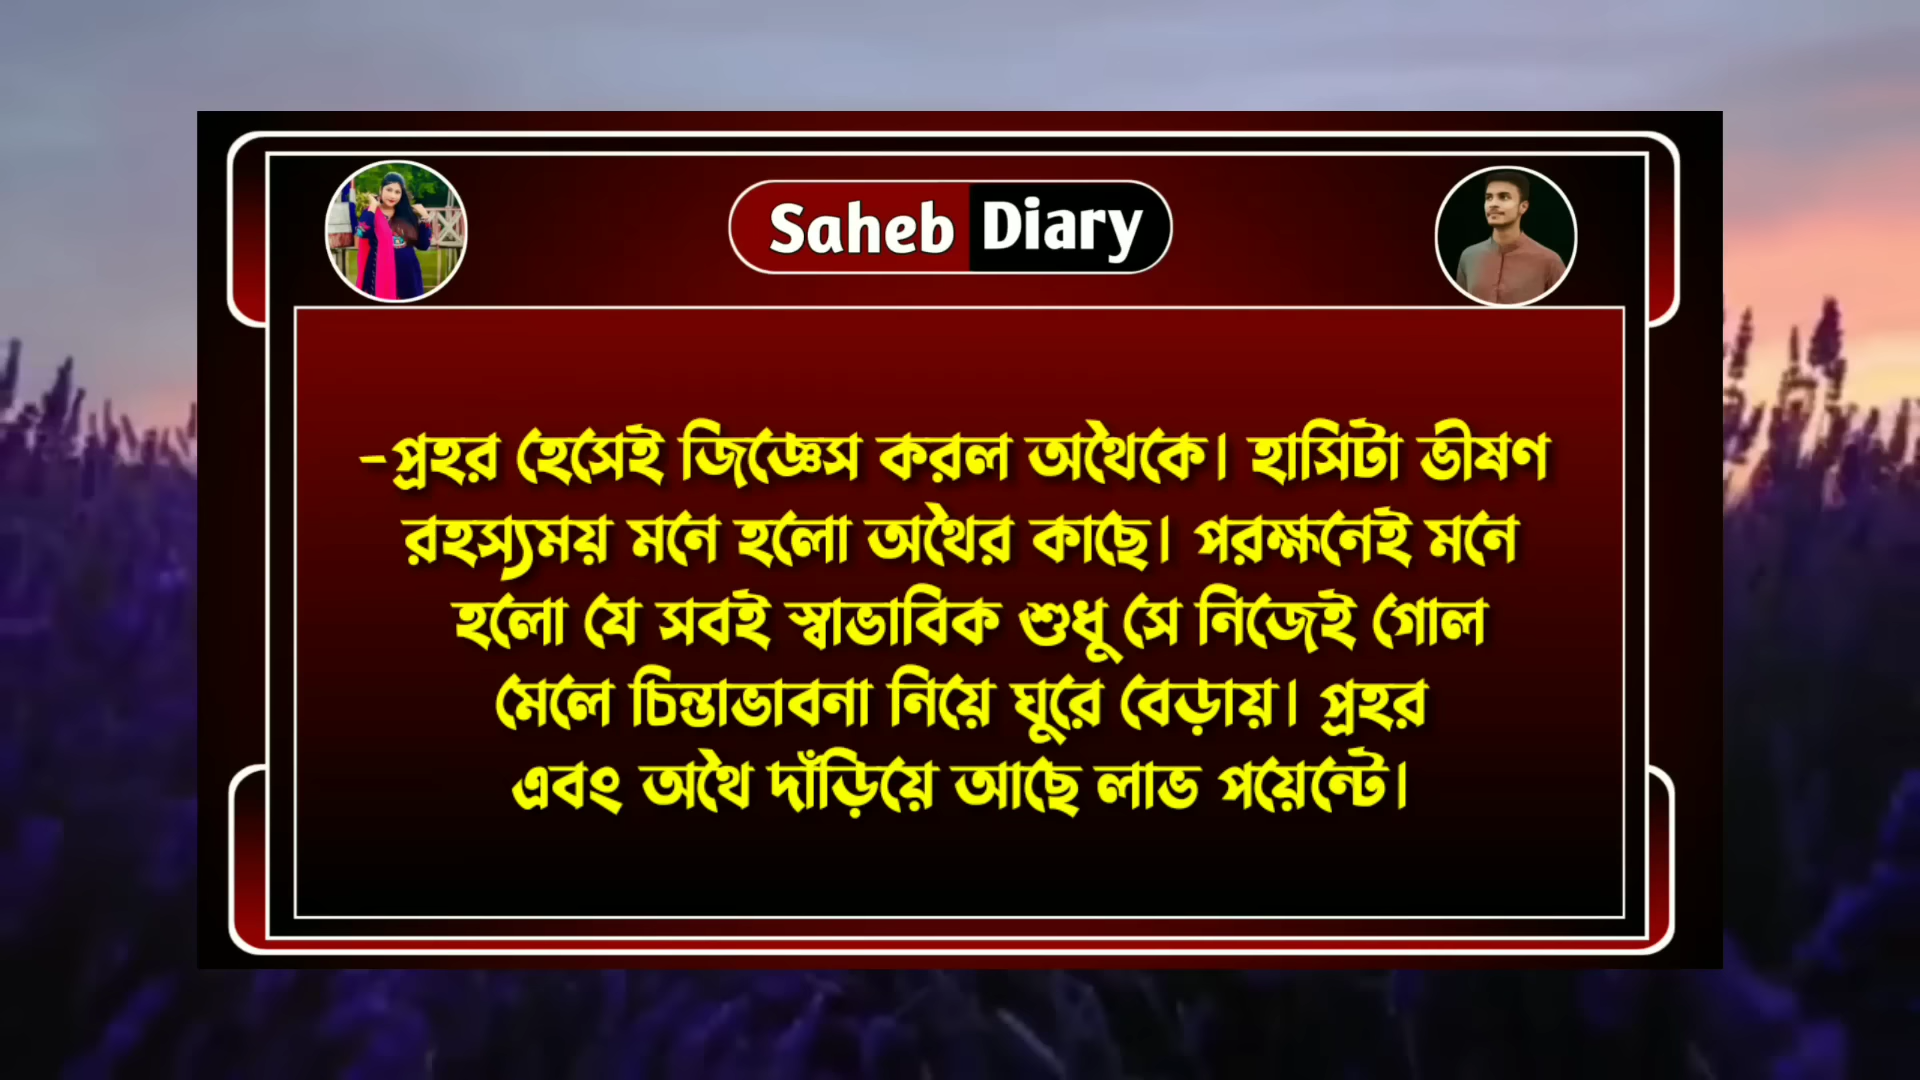 Saheb Diary
-প্রহর হেসেই জিজ্ঞেস করল অথৈকে। হাসিটা ভীষণ
রহস্যময় মনে হলো অথৈর কাছে। পরক্ষনেই মনে
হলো যে সবই স্বাভাবিক শুধু সে নিজেই গোল
মেলে চিন্তাভাবনা নিয়ে ঘুরে বেড়ায়। প্রহর
এবং অথৈ দাঁড়িয়ে আছে লাভ পয়েন্টে।